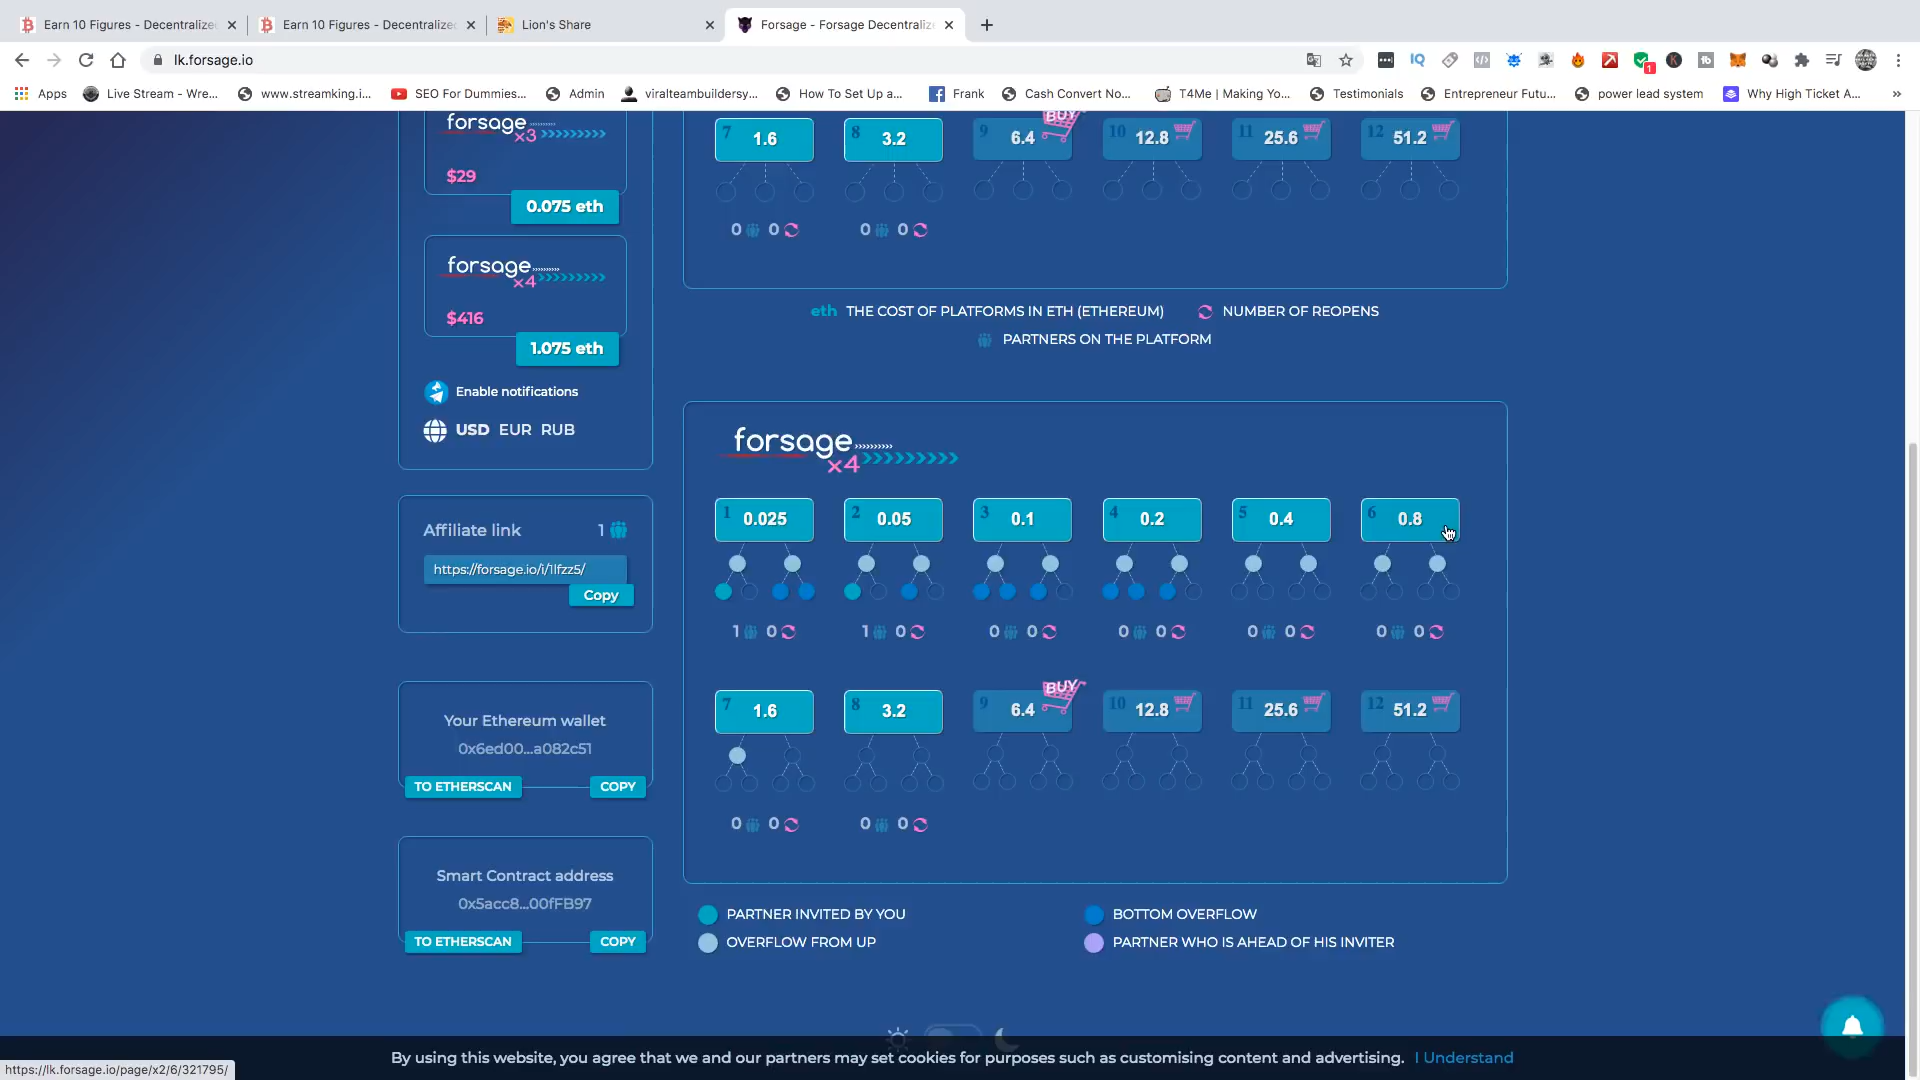 Earn 10 Figures - Decentralize
Earn 10 Figures - Decentralize
Lion's Share
Forsage - Forsage Decentralize
lk.forsage.io
1
Apps
Live Stream - Wre...
www.streamking.i...
SEO For Dummies...
Admin
viralteambuildersy...
How To Set Up a...
Frank
Cash Convert No...
T4Me | Making Yo...
Testimonials
Entrepreneur Futu...
power lead system
Why High Ticket A...
»
forsage
x3
$29
0.075 eth
forsage
x4
$416
1.075 eth
Enable notifications
USD EUR RUB
Affiliate link 1
https://forsage.io/i/1lfzz5/
Copy
Your Ethereum wallet
0x6ed00...a082c51
TO ETHERSCAN COPY
Smart Contract address
0x5acc8...00fFB97
TO ETHERSCAN COPY
BUY
7 1.6 8 3.2 9 6.4 10 12.8 11 25.6 12 51.2
0 0 0 0
eth THE COST OF PLATFORMS IN ETH (ETHEREUM) NUMBER OF REOPENS
PARTNERS ON THE PLATFORM
forsage
x4
1 0.025 2 0.05 3 0.1 4 0.2 5 0.4 6 0.8
1 0 1 0 0 0 0 0 0 0 0 0
BUY
7 1.6 8 3.2 9 6.4 10 12.8 11 25.6 12 51.2
0 0 0 0
PARTNER INVITED BY YOU BOTTOM OVERFLOW
OVERFLOW FROM UP PARTNER WHO IS AHEAD OF HIS INVITER
By using this website, you agree that we and our partners may set cookies for purposes such as customising content and advertising. I Understand
https://lk.forsage.io/page/x2/6/321795/